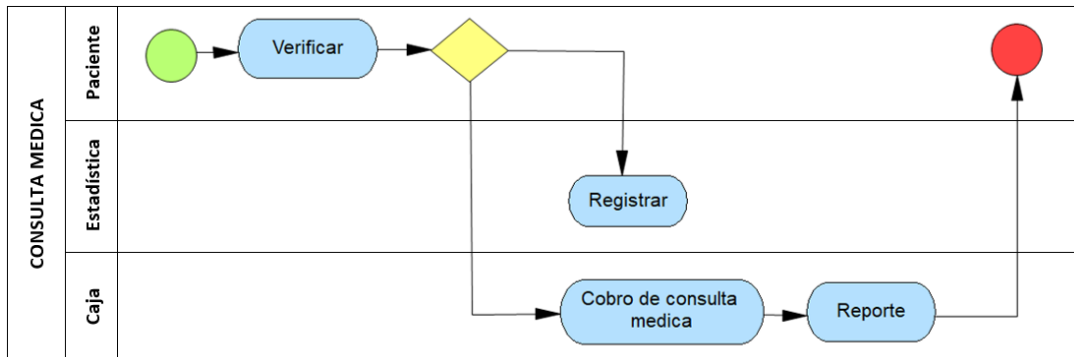 CONSULTA MEDICA
Paciente
Verificar
Estadística
Registrar
Caja
Cobro de consulta
medica
Reporte